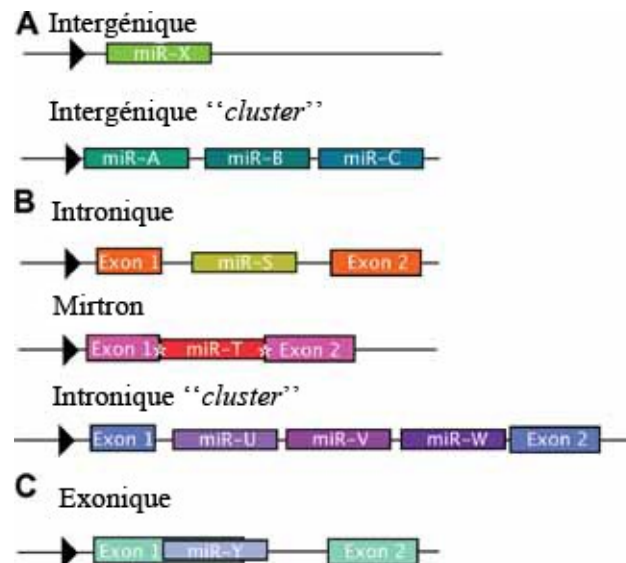 A Intergénique
miR-X
Intergénique “cluster”
miR-A miR-B miR-C
B Intronique
Exon 1 miR-S Exon 2
Mirtron
Exon 1 miR-T Exon 2
Intronique “cluster”
Exon 1 miR-U miR-V miR-W Exon 2
C Exonique
Exon 1 miR-Y Exon 2